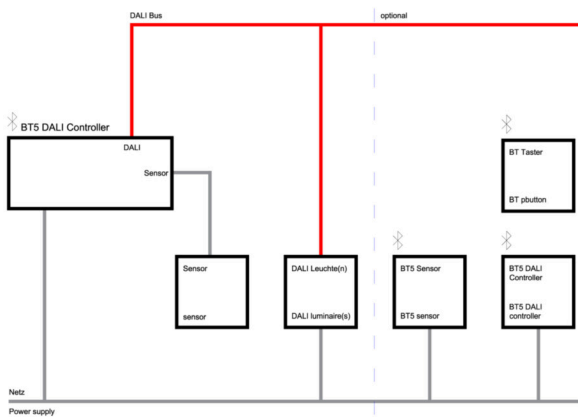 DALI Bus
optional
BT5 DALI Controller
DALI
Sensor
BT Taster
BT pbutton
Sensor
sensor
DALI Leuchte(n)
DALI luminaire(s)
BT5 Sensor
BT5 sensor
BT5 DALI
Controller
BT5 DALI
controller
Netz
Power supply